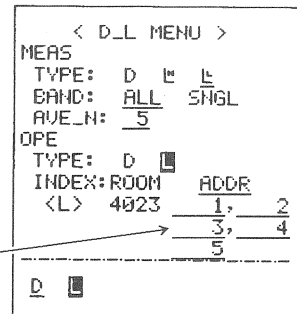 < D_L MENU >
MEAS
TYPE: D L" L
BAND: ALL SNGL
AVE_N: 5
OPE
TYPE: D L
INDEX:ROOM ADDR
<L> 4023 1, 2
3, 4
5
D L